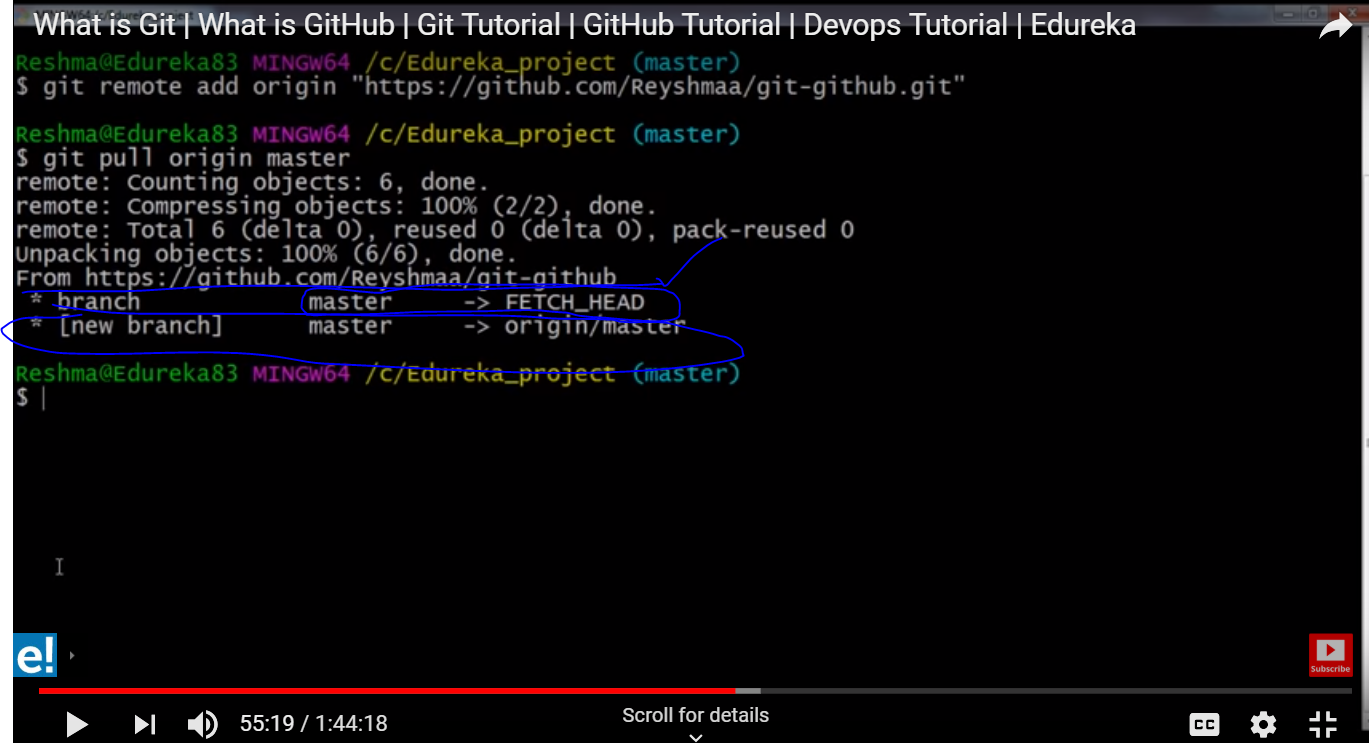 What is Git | What is GitHub | Git Tutorial | GitHub Tutorial | Devops Tutorial | Edureka
Reshma@Edureka83 MINGW64 /c/Edureka_project (master)
$ git remote add origin "https://github.com/Reyshmaa/git-github.git"
Reshma@Edureka83 MINGW64 /c/Edureka_project (master)
$ git pull origin master
remote: Counting objects: 6, done.
remote: Compressing objects: 100% (2/2), done.
remote: Total 6 (delta 0), reused 0 (delta 0), pack-reused 0
Unpacking objects: 100% (6/6), done.
From https://github.com/Reyshmaa/git-github
* branch master -> FETCH_HEAD
* [new branch] master -> origin/master
Reshma@Edureka83 MINGW64 /c/Edureka_project (master)
$
e!
Subscribe
55:19 / 1:44:18
Scroll for details
CC